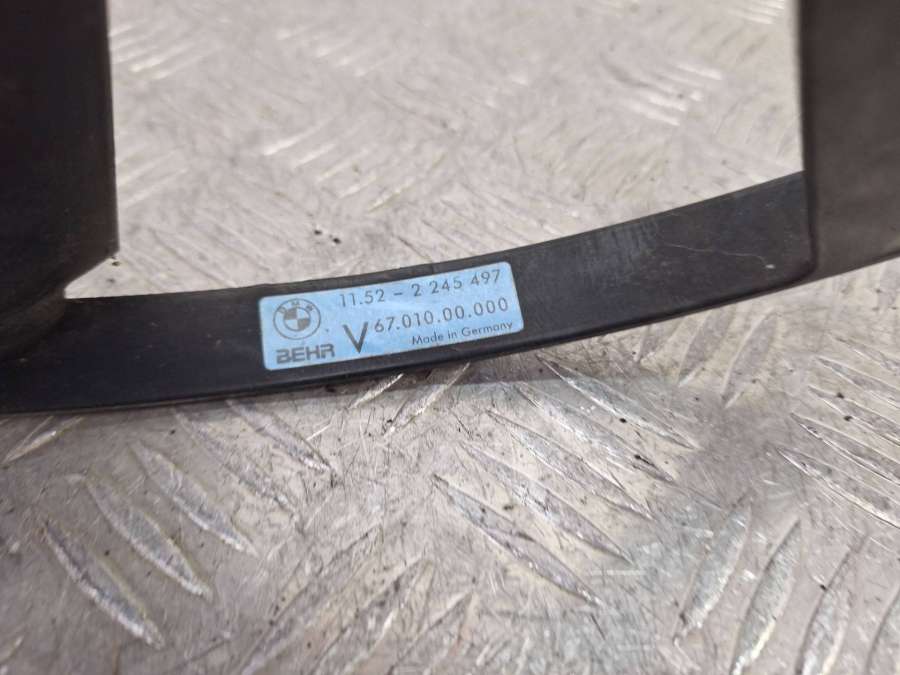 BMW
11.52 - 2 245 497
V 67.010.00.000
BEHR
Made in Germany